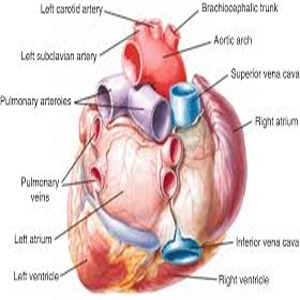 Left carotid artery
Brachiocephalic trunk
Left subclavian artery
Aortic arch
Superior vena cava
Pulmonary arteroies
Right atrium
Pulmonary
veins
Left atrium
Inferior vena cava
Left ventricle
Right ventricle